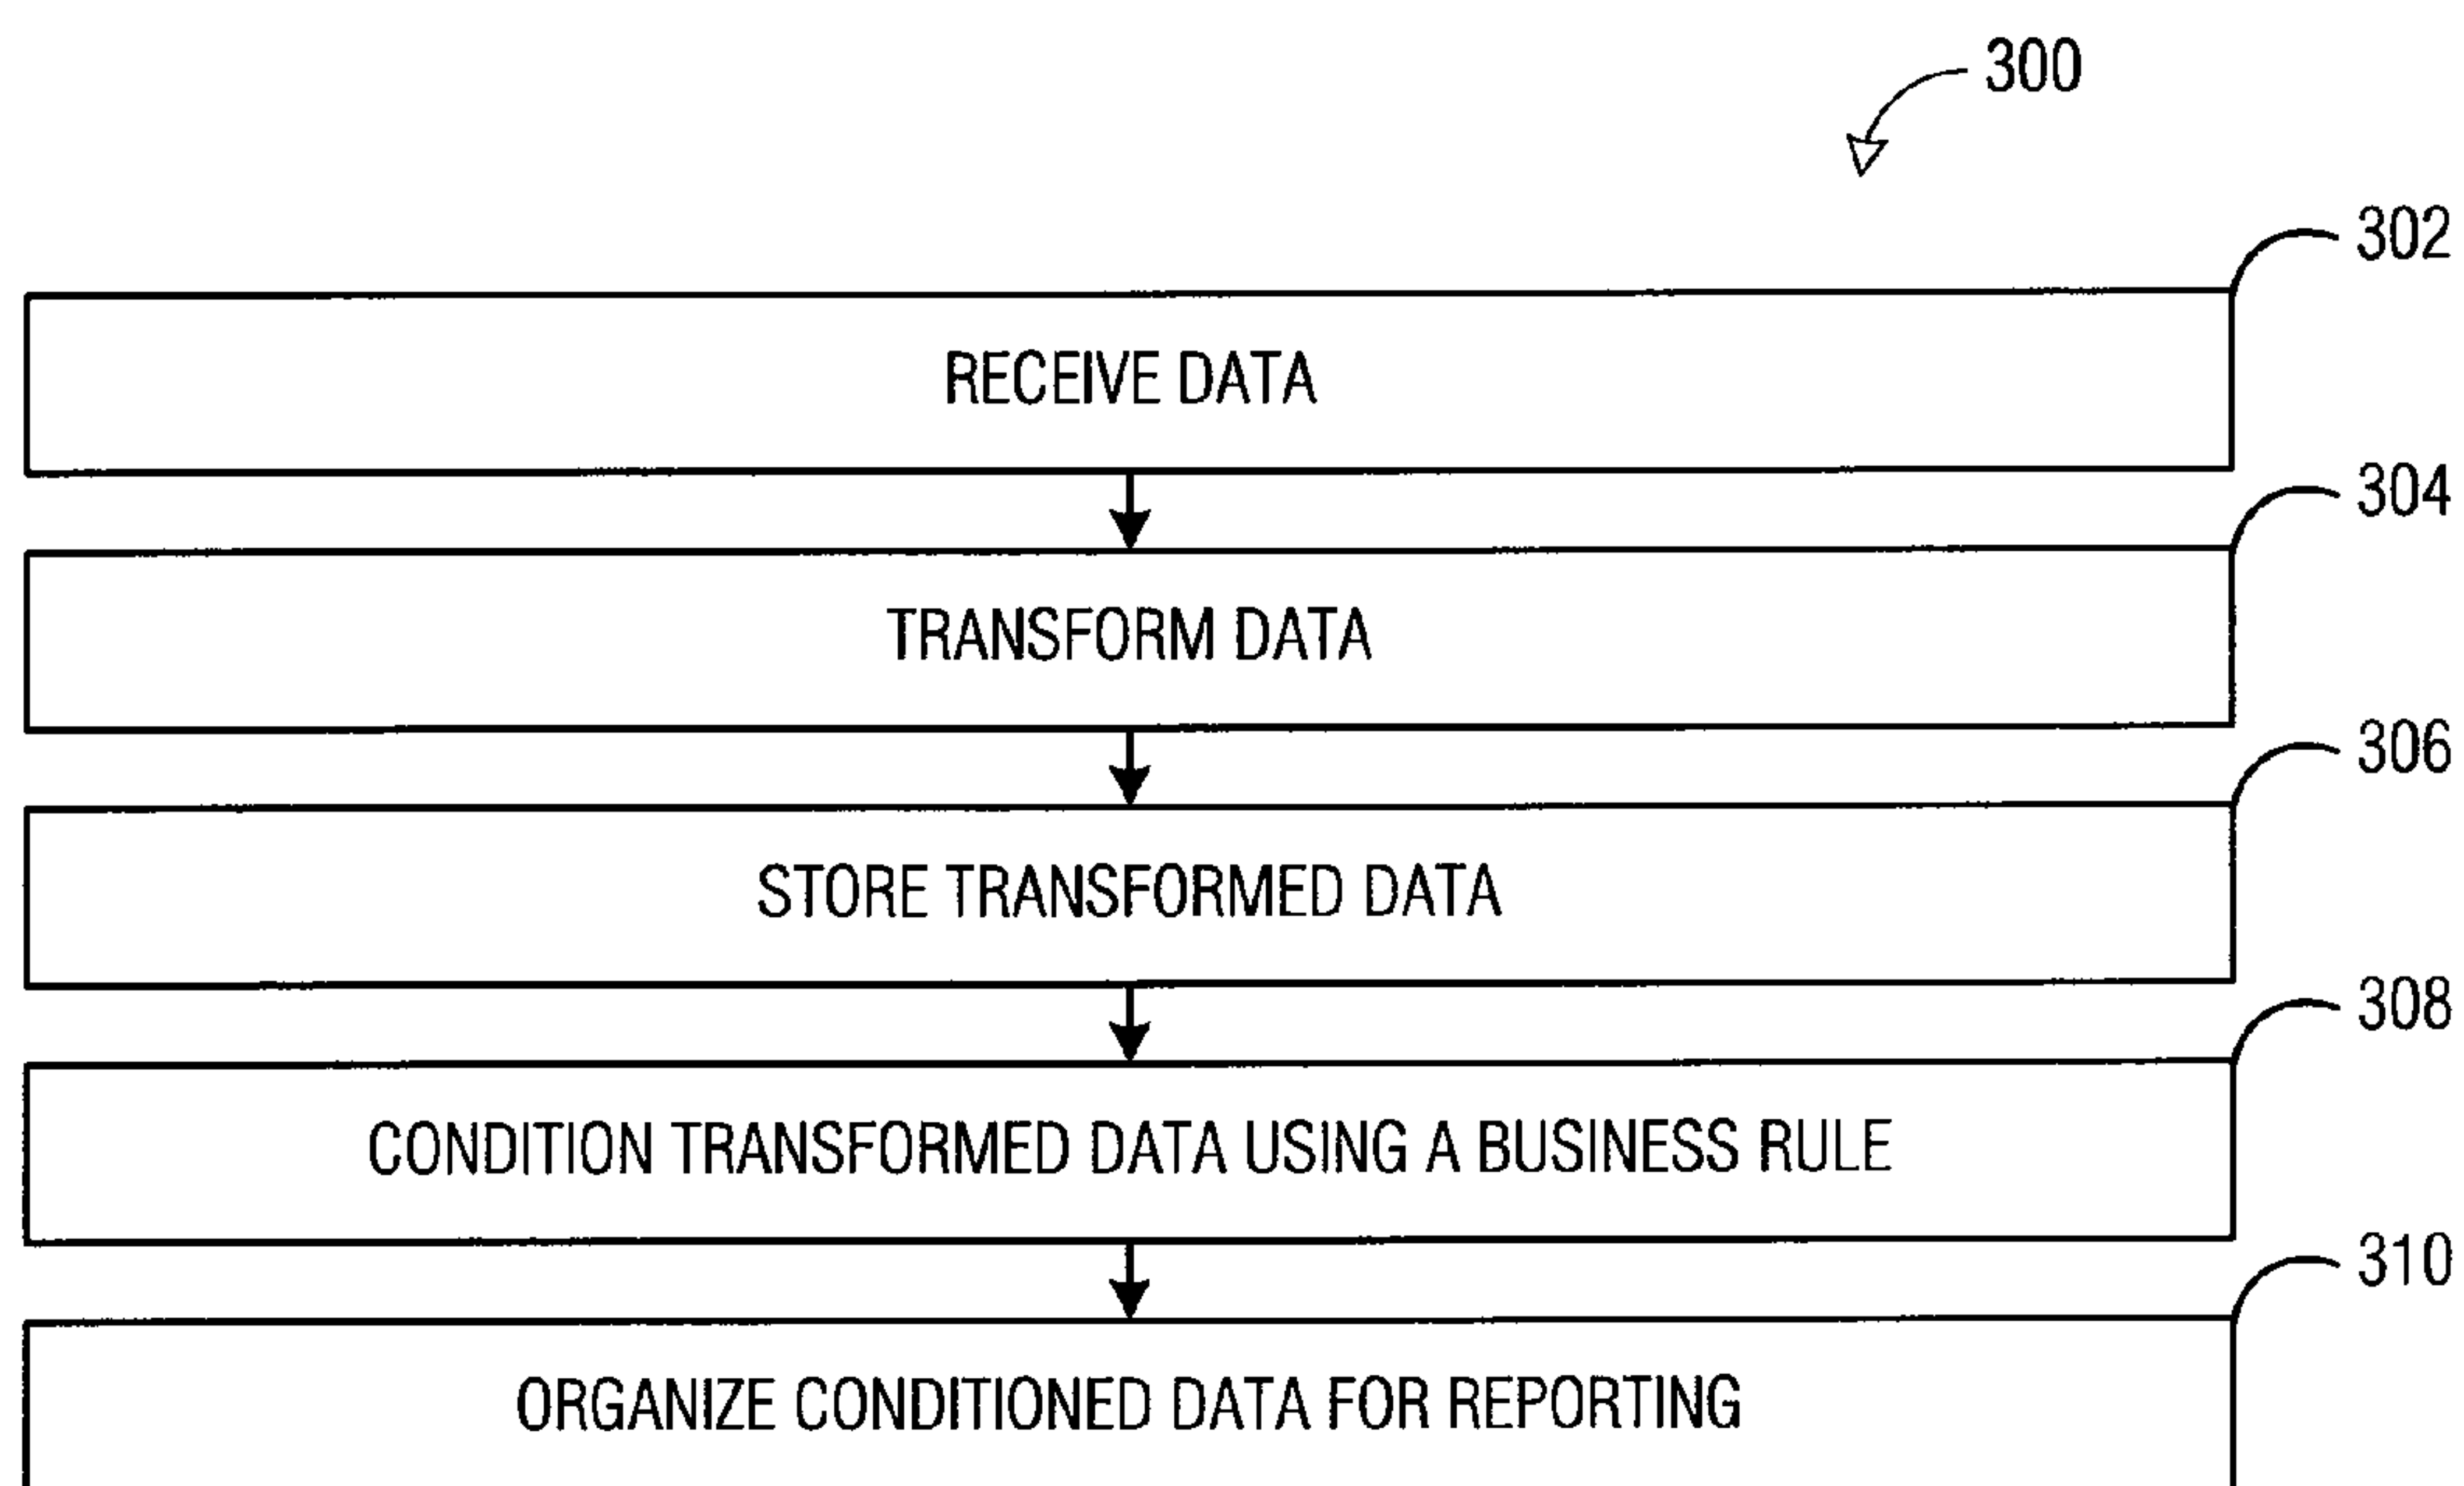 300
302
RECEIVE DATA
304
TRANSFORM DATA
306
STORE TRANSFORMED DATA
308
CONDITION TRANSFORMED DATA USING A BUSINESS RULE
310
ORGANIZE CONDITIONED DATA FOR REPORTING